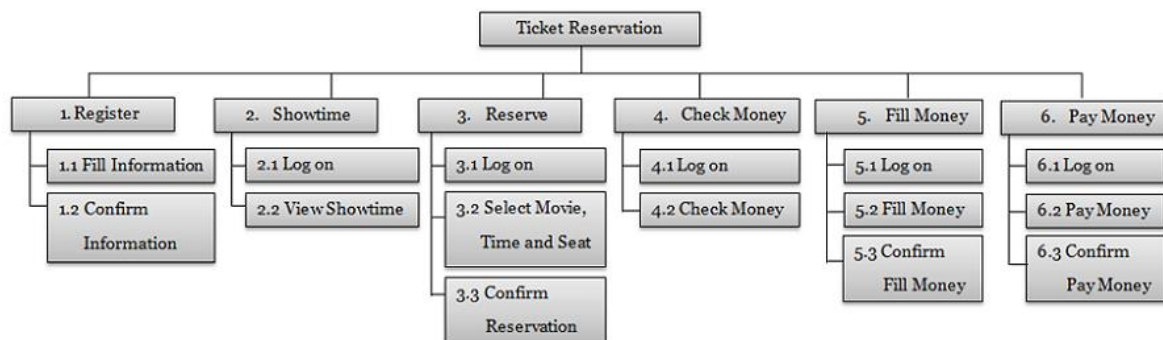 Ticket Reservation
1. Register
2. Showtime
3. Reserve
4. Check Money
5. Fill Money
6. Pay Money
1.1 Fill Information
1.2 Confirm
Information
2.1 Log on
2.2 View Showtime
3.1 Log on
3.2 Select Movie,
Time and Seat
3.3 Confirm
Reservation
4.1 Log on
4.2 Check Money
5.1 Log on
5.2 Fill Money
5.3 Confirm
Fill Money
6.1 Log on
6.2 Pay Money
6.3 Confirm
Pay Money